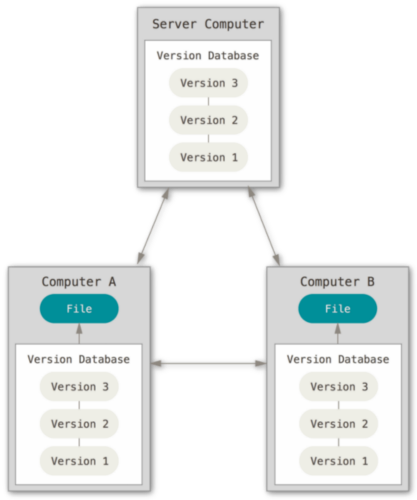 Server Computer
Version Database
Version 3
Version 2
Version 1
Computer A
File
Version Database
Version 3
Version 2
Version 1
Computer B
File
Version Database
Version 3
Version 2
Version 1